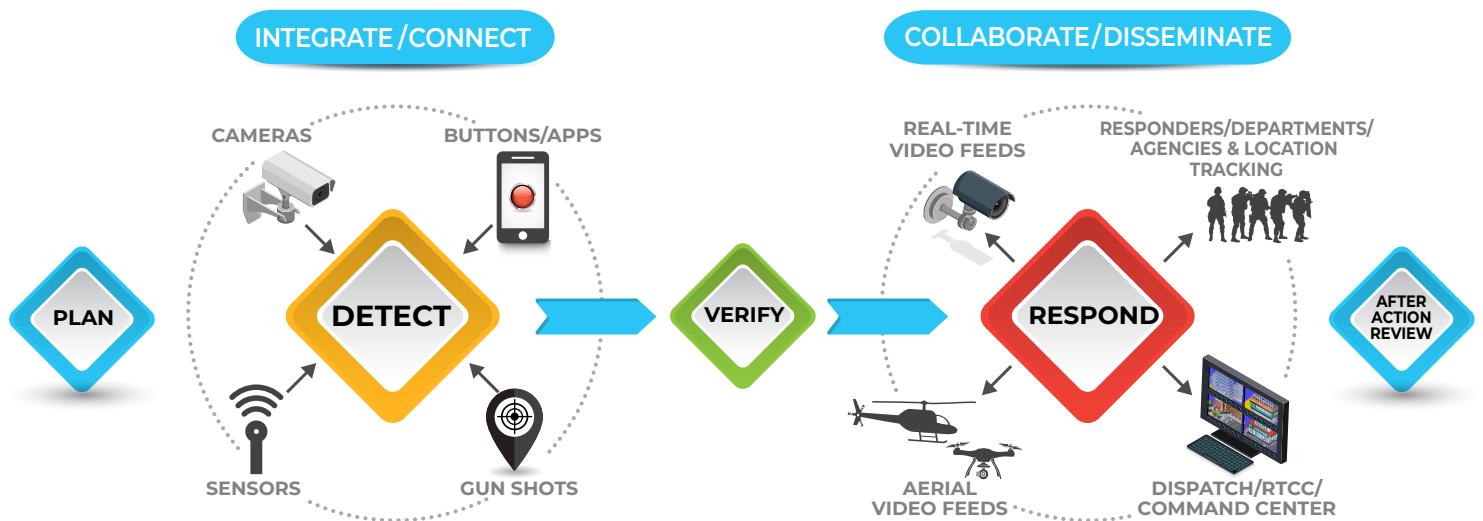 INTEGRATE/CONNECT
COLLABORATE/DISSEMINATE
CAMERAS
BUTTONS/APPS
REAL-TIME
VIDEO FEEDS
RESPONDERS/DEPARTMENTS/
AGENCIES & LOCATION
TRACKING
PLAN
DETECT
VERIFY
RESPOND
AFTER
ACTION
REVIEW
SENSORS
GUN SHOTS
AERIAL
VIDEO FEEDS
DISPATCH/RTCC/
COMMAND CENTER